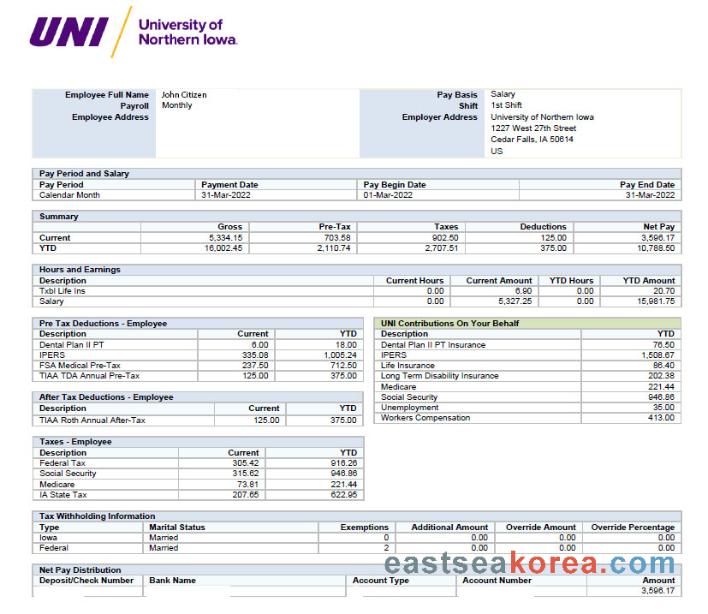 UNI University of
Northern Iowa.
Employee Full Name John Citizen Pay Basis Salary
Payroll Monthly Shift 1st Shift
Employee Address Employer Address University of Northern Iowa
1227 West 27th Street
Cedar Falls, IA 50614
US
Pay Period and Salary
Pay Period Payment Date Pay Begin Date Pay End Date
Calendar Month 31-Mar-2022 01-Mar-2022 31-Mar-2022
Summary
Gross Pre-Tax Taxes Deductions Net Pay
Current 5,334.15 703.58 902.50 125.00 3,596.17
YTD 16,002.45 2,110.74 2,707.51 375.00 10,788.50
Hours and Earnings
Description Current Hours Current Amount YTD Hours YTD Amount
Txbl Life Ins 0.00 6.90 0.00 20.70
Salary 0.00 5,327.25 0.00 15,981.75
Pre Tax Deductions - Employee
Description Current YTD
Dental Plan II PT 6.00 18.00
IPERS 335.08 1,005.24
FSA Medical Pre-Tax 237.50 712.50
TIAA TDA Annual Pre-Tax 125.00 375.00
After Tax Deductions - Employee
Description Current YTD
TIAA Roth Annual After-Tax 125.00 375.00
Taxes - Employee
Description Current YTD
Federal Tax 305.42 916.26
Social Security 315.62 946.86
Medicare 73.81 221.44
IA State Tax 207.65 622.95
UNI Contributions On Your Behalf
Description YTD
Dental Plan II PT Insurance 76.50
IPERS 1,508.67
Life Insurance 86.40
Long Term Disability Insurance 202.38
Medicare 221.44
Social Security 946.86
Unemployment 35.00
Workers Compensation 413.00
Tax Withholding Information
Type Marital Status Exemptions Additional Amount Override Amount Override Percentage
Iowa Married 0 0.00 0.00 0.00
Federal Married 2 0.00 0.00 0.00
eastseakorea.com
Net Pay Distribution
Deposit/Check Number Bank Name Account Type Account Number Amount
3,596.17